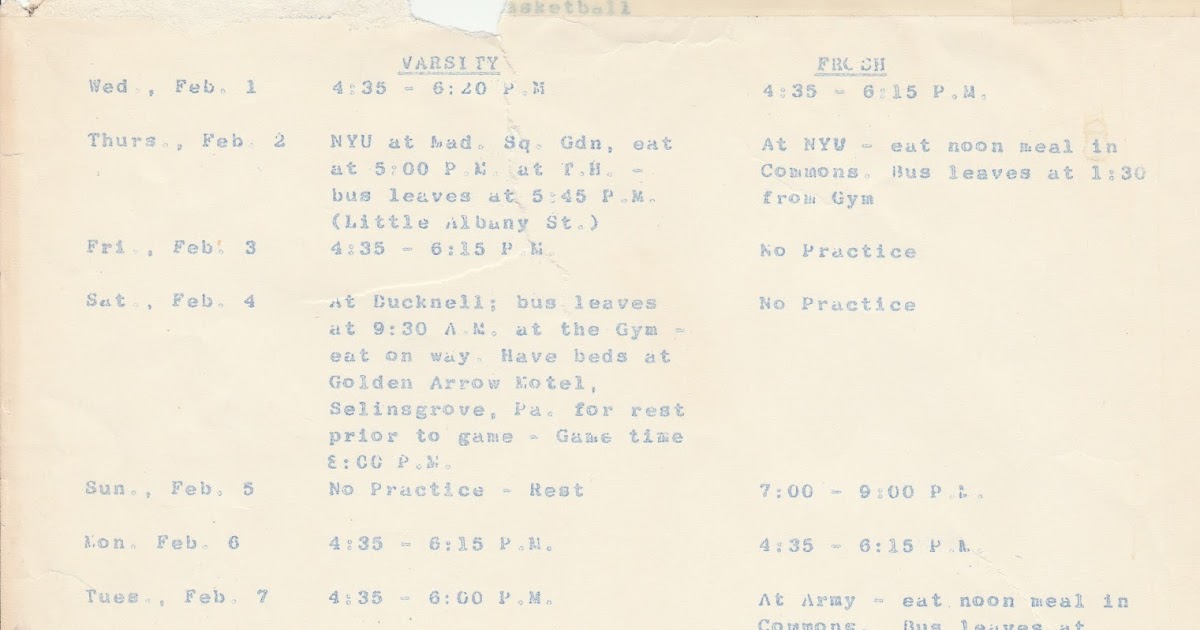 asketball
VARSITY FROSH
Wed., Feb. 1 4:35 - 6:20 P.M 4:35 - 6:15 P.M.
Thurs., Feb. 2 NYU at Mad. Sq. Gdn, eat At NYU - eat noon meal in
at 5:00 P.M. at T.H. - Commons. Bus leaves at 1:30
bus leaves at 5:45 P.M. from Gym
(Little Albany St.)
Fri., Feb. 3 4:35 - 6:15 P.M. No Practice
Sat., Feb. 4 At Bucknell; bus leaves No Practice
at 9:30 A.M. at the Gym -
eat on way. Have beds at
Golden Arrow Motel,
Selinsgrove, Pa. for rest
prior to game - Game time
8:00 P.M.
Sun., Feb. 5 No Practice - Rest 7:00 - 9:00 P.M.
Mon. Feb. 6 4:35 - 6:15 P.M. 4:35 - 6:15 P.M.
Tues., Feb. 7 4:35 - 6:00 P.M. At Army - eat noon meal in
Commons. Bus leaves at